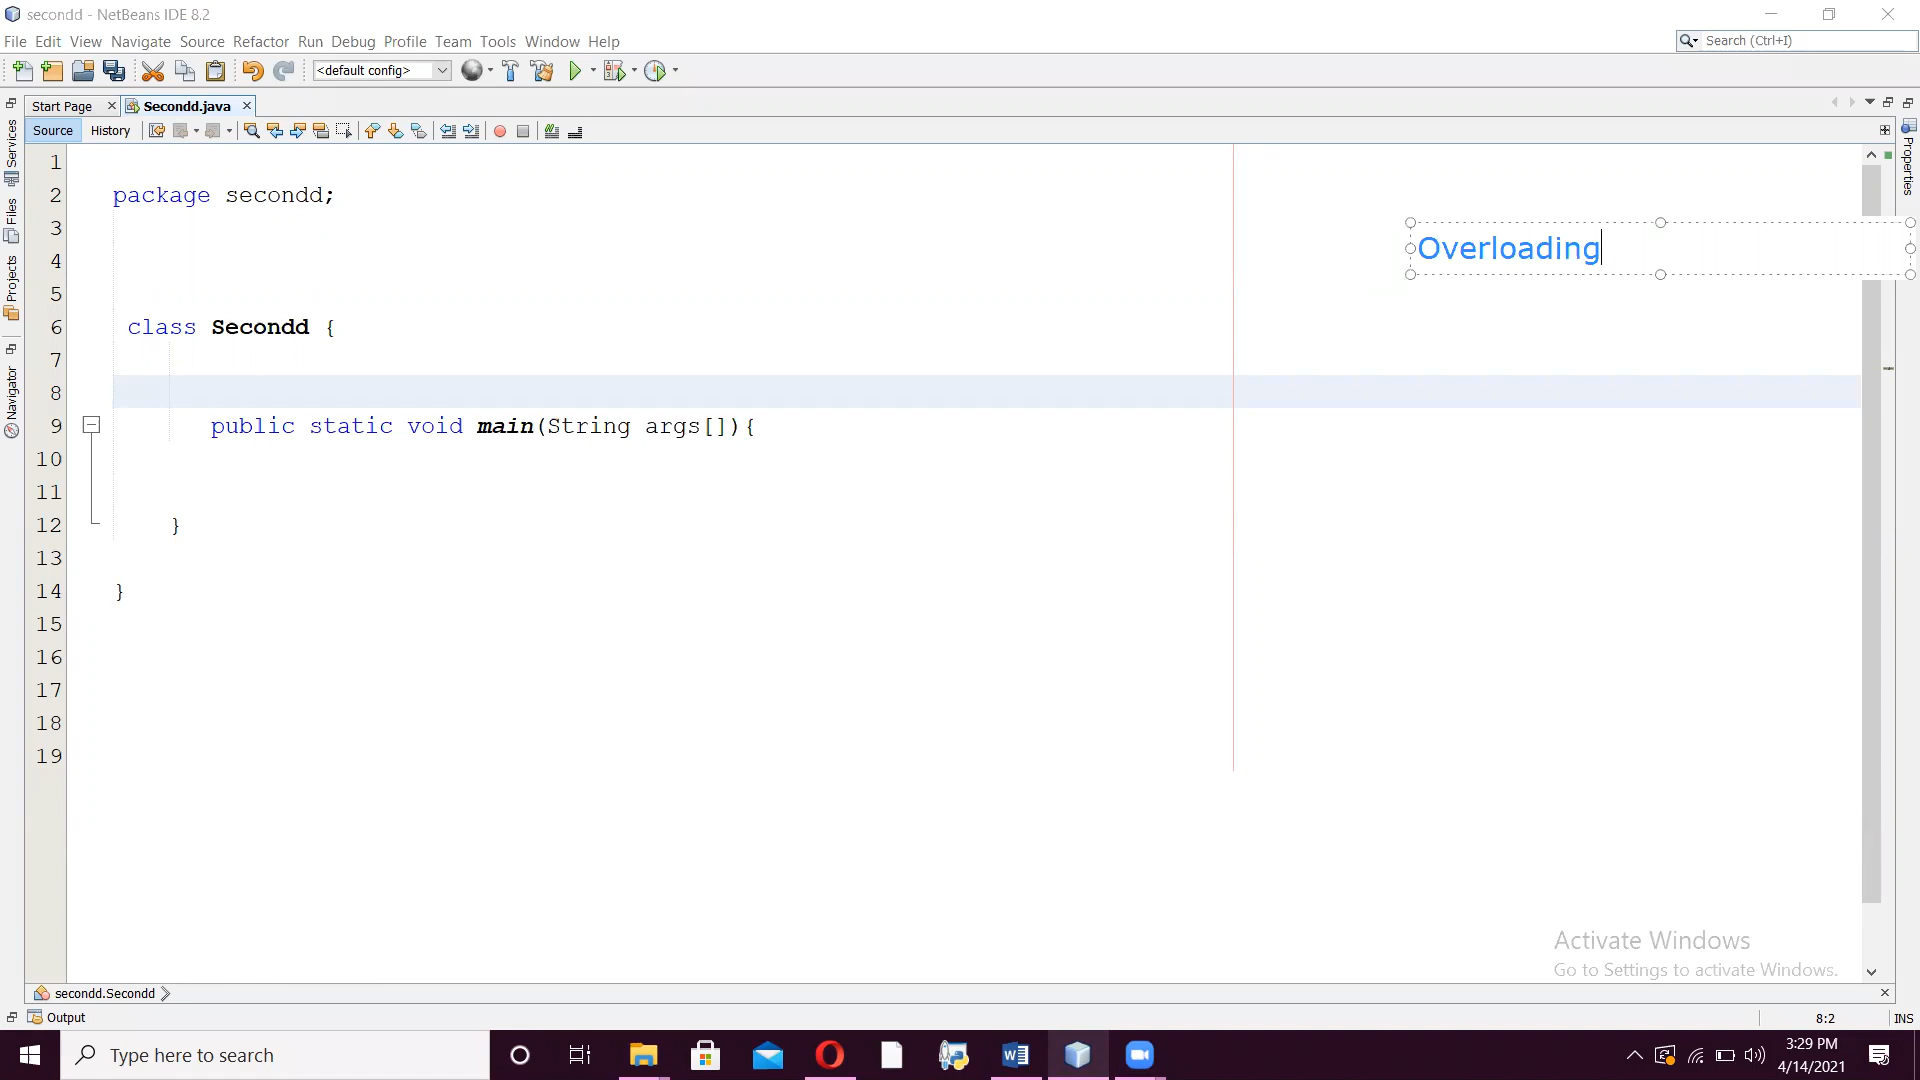 secondd - NetBeans IDE 8.2
File Edit View Navigate Source Refactor Run Debug Profile Team Tools Window Help
Search (Ctrl+I)
<default config>
Start Page
Secondd.java
Source History
Services
Files
Projects
Navigator
Properties
1
2 package secondd;
3
4
5
6 class Secondd {
7
8
9 public static void main(String args[]){
10
11
12 }
13
14 }
15
16
17
18
19
Overloading
Activate Windows
Go to Settings to activate Windows.
secondd.Secondd
Output
8:2 INS
Type here to search
3:29 PM
4/14/2021